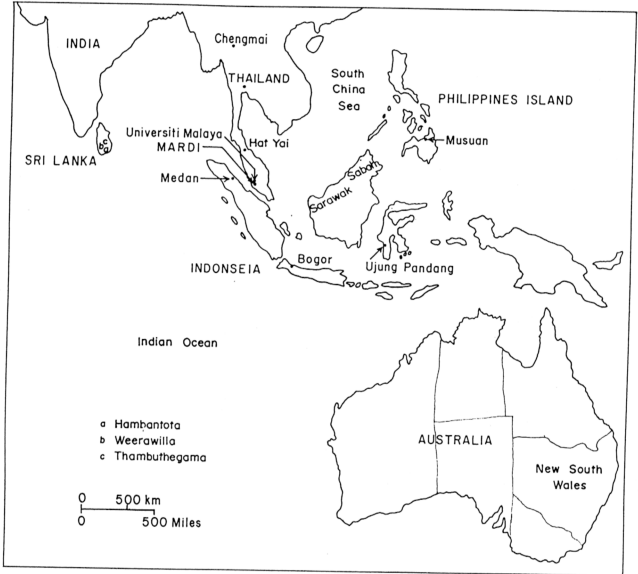 INDIA
Chengmai
THAILAND
South
China
Sea
PHILIPPINES ISLAND
Universiti Malaya
MARDI
Hat Yai
Musuan
b c
a
SRI LANKA
Medan
Sabah
Sarawak
INDONSEIA
Bogor
Ujung Pandang
Indian Ocean
a Hambantota
b Weerawilla
c Thambuthegama
AUSTRALIA
New South
Wales
0 500 km
0 500 Miles